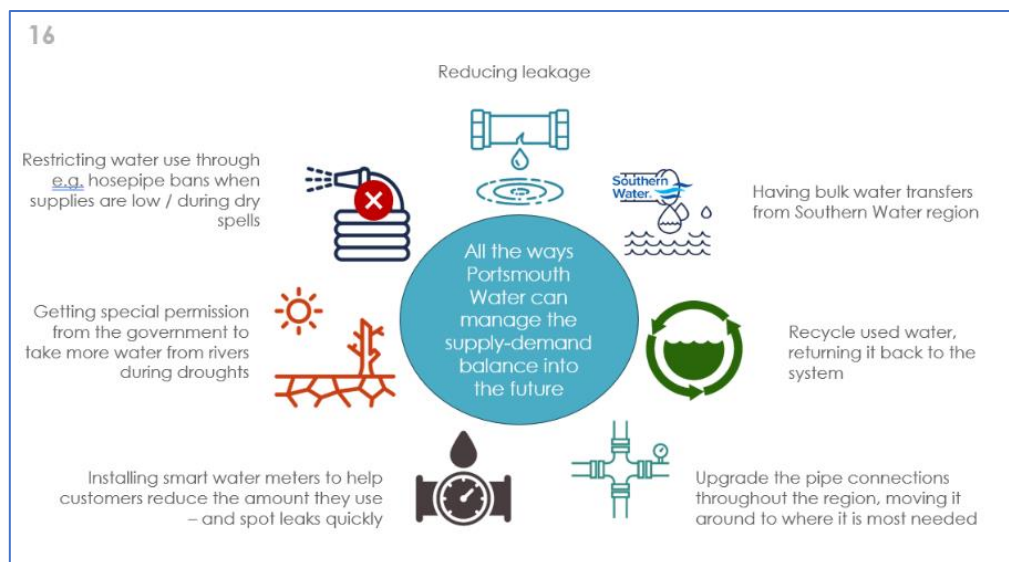 16
Reducing leakage
Restricting water use through
e.g. hosepipe bans when
supplies are low / during dry
spells
Southern
Water.
Having bulk water transfers
from Southern Water region
All the ways
Portsmouth
Water can
manage the
supply-demand
balance into
the future
Getting special permission
from the government to
take more water from rivers
during droughts
Recycle used water,
returning it back to the
system
Installing smart water meters to help
customers reduce the amount they use
– and spot leaks quickly
Upgrade the pipe connections
throughout the region, moving it
around to where it is most needed